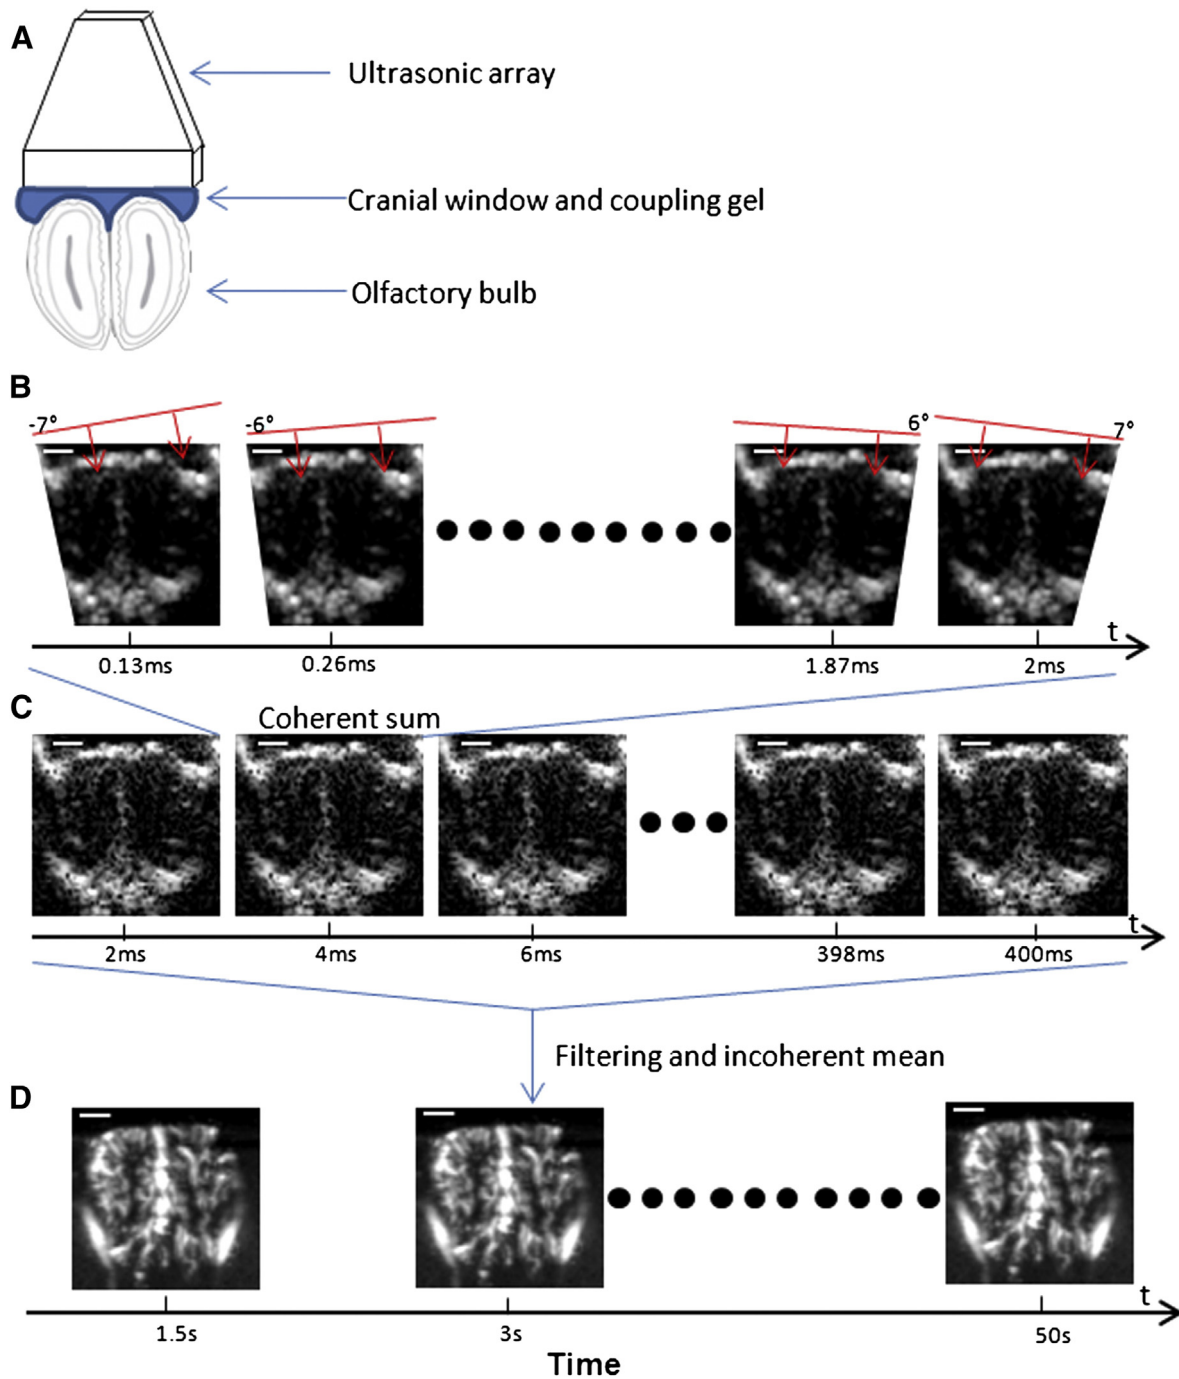 A
Ultrasonic array
Cranial window and coupling gel
Olfactory bulb
B
-7° -6° 6° 7°
t
0.13ms 0.26ms 1.87ms 2ms
C
Coherent sum
t
2ms 4ms 6ms 398ms 400ms
Filtering and incoherent mean
D
t
1.5s 3s 50s
Time